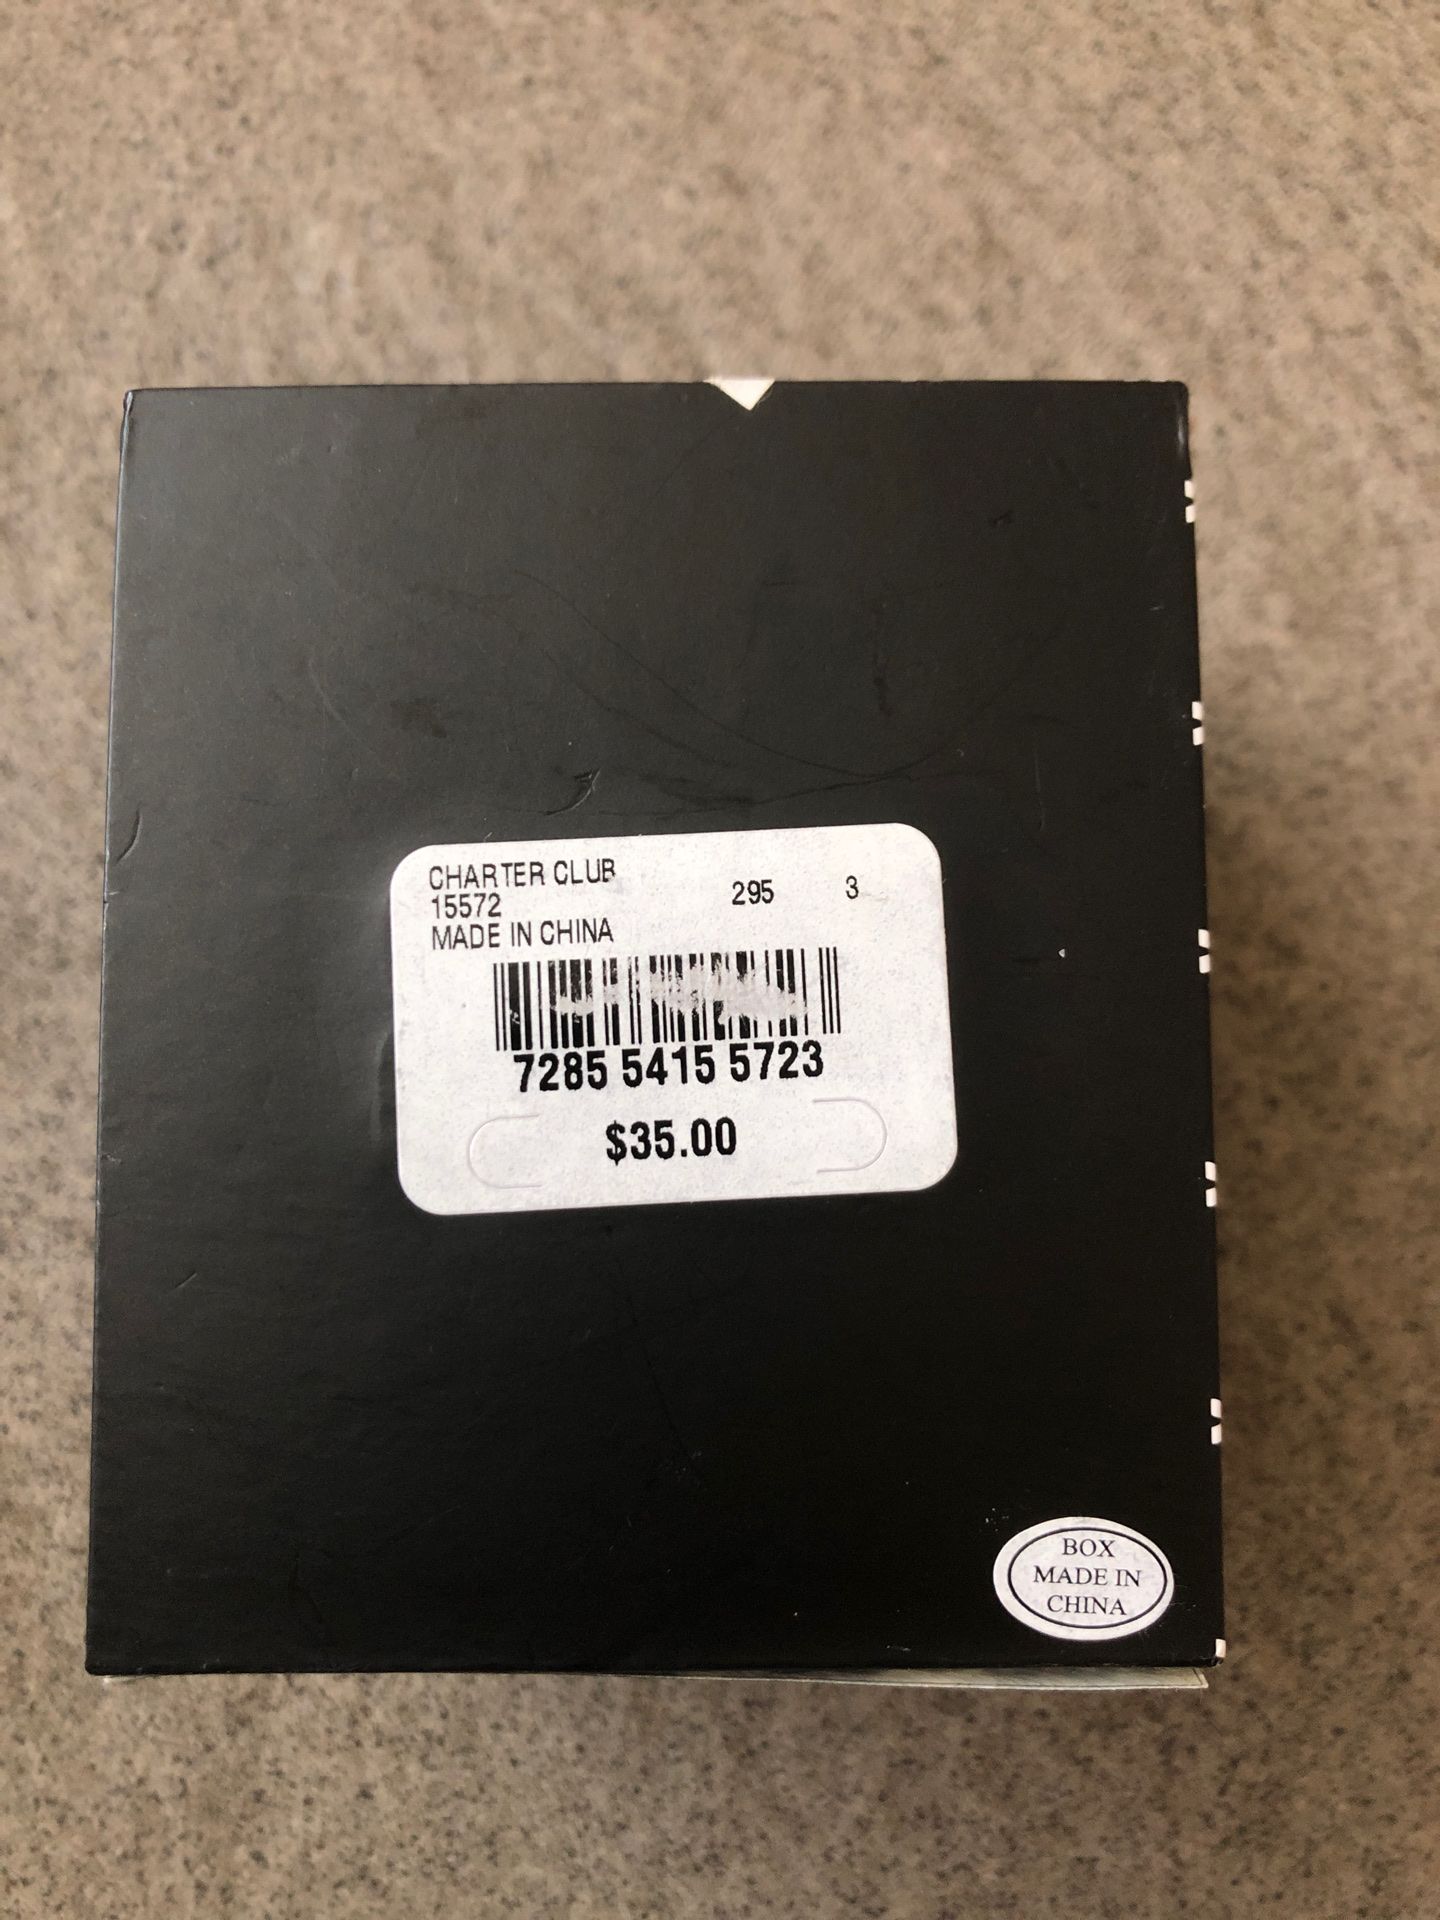 CHARTER CLUB
15572 295 3
MADE IN CHINA
7285 5415 5723
$35.00
BOX
MADE IN
CHINA